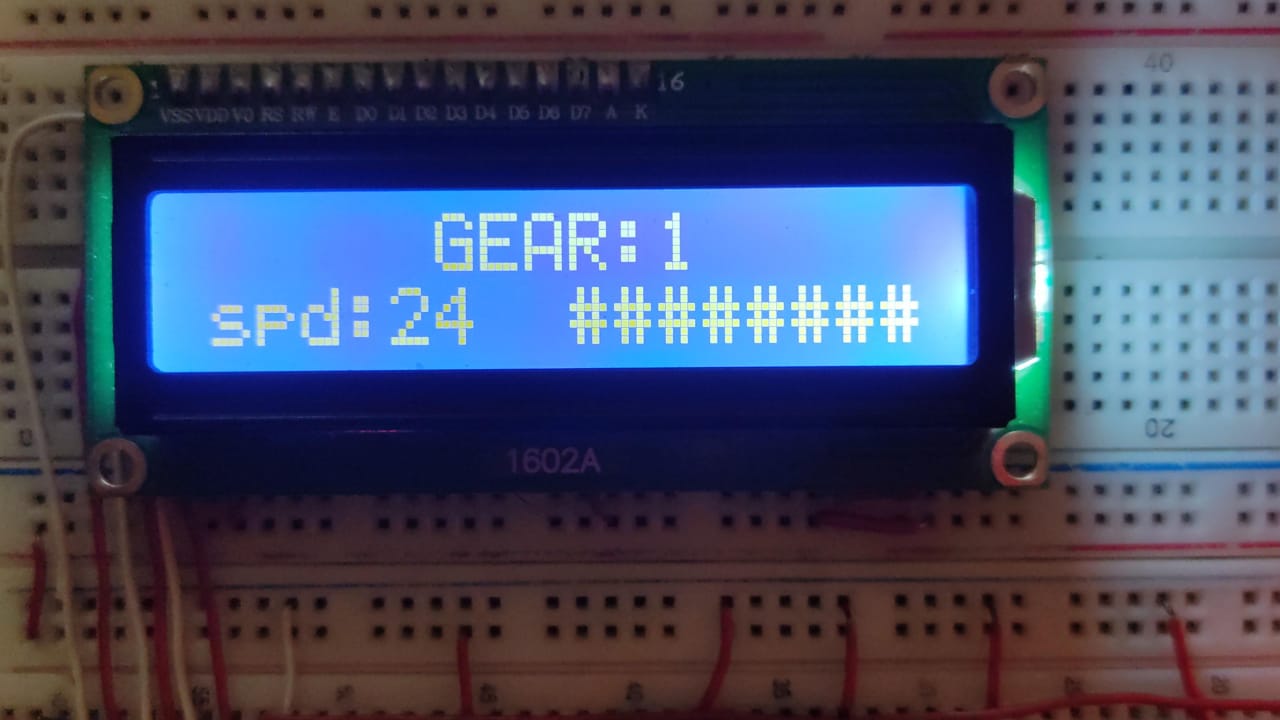 40
1 16
VSS VDD V0 RS RW E D0 D1 D2 D3 D4 D5 D6 D7 A K
GEAR:1
spd:24 ########
20
1602A